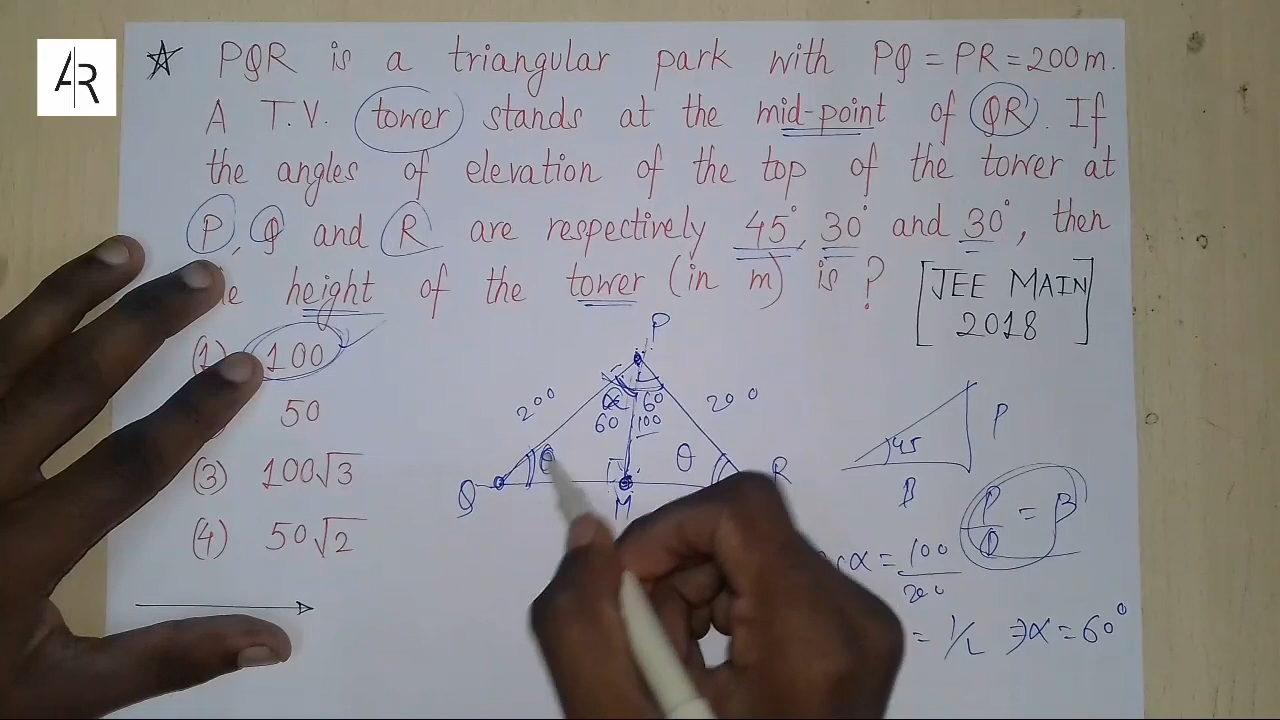 AR
☆ PQR is a triangular park with PQ = PR = 200m.
A T.V. tower stands at the mid-point of QR. If
the angles of elevation of the top of the tower at
P, Q and R are respectively 45°, 30° and 30°, then
height of the tower (in m) is ?
[JEE MAIN
2018]
(1) 100
50
(3) 100√3
(4) 50√2
P
200
α 60
200
60
100
θ
θ
Q
M
R
45
P
B
P/B = P
α = 100/200
= 1/2 ⇒ α = 60°